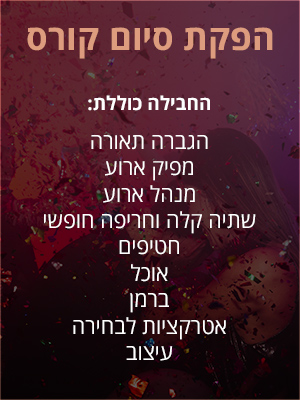 הפקת סיום קורס
החבילה כוללת:
הגברה תאורה
מפיק ארוע
מנהל ארוע
שתיה קלה וחריפה חופשי
חטיפים
אוכל
ברמן
אטרקציות לבחירה
עיצוב